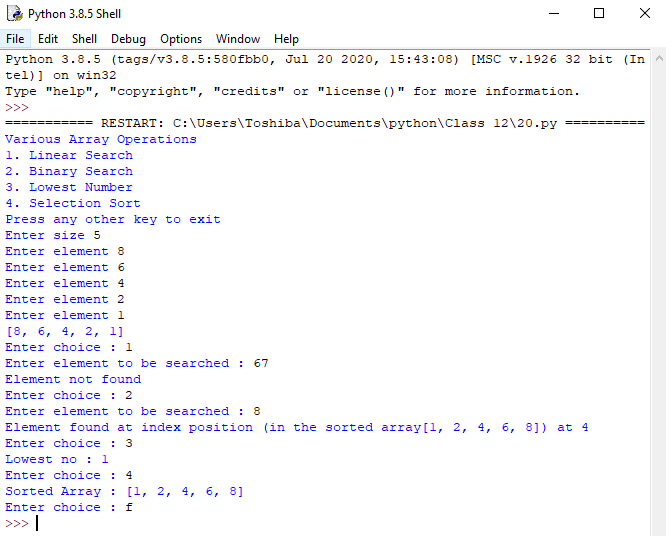 Python 3.8.5 Shell
File Edit Shell Debug Options Window Help
Python 3.8.5 (tags/v3.8.5:580fbb0, Jul 20 2020, 15:43:08) [MSC v.1926 32 bit (In
tel)] on win32
Type "help", "copyright", "credits" or "license()" for more information.
>>>
=========== RESTART: C:\Users\Toshiba\Documents\python\Class 12\20.py ==========
Various Array Operations
1. Linear Search
2. Binary Search
3. Lowest Number
4. Selection Sort
Press any other key to exit
Enter size 5
Enter element 8
Enter element 6
Enter element 4
Enter element 2
Enter element 1
[8, 6, 4, 2, 1]
Enter choice : 1
Enter element to be searched : 67
Element not found
Enter choice : 2
Enter element to be searched : 8
Element found at index position (in the sorted array[1, 2, 4, 6, 8]) at 4
Enter choice : 3
Lowest no : 1
Enter choice : 4
Sorted Array : [1, 2, 4, 6, 8]
Enter choice : f
>>>